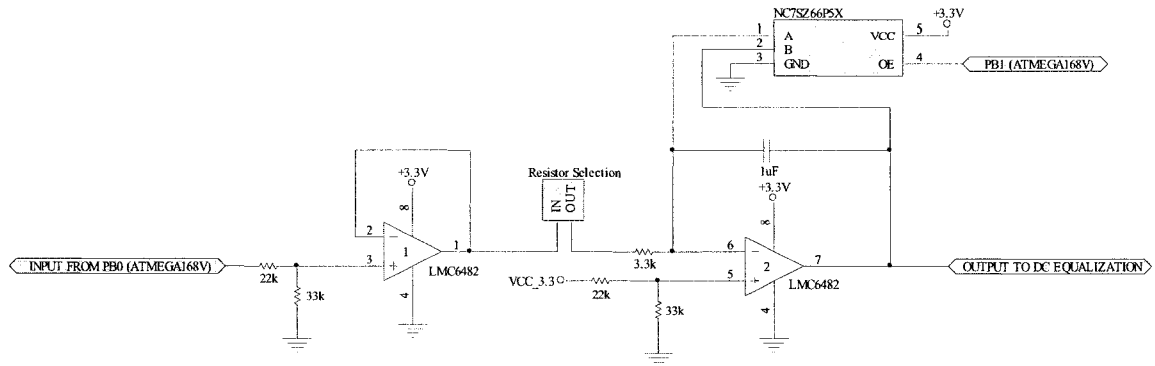 NC7SZ66P5X
+3.3V
1 A VCC 5
2 B
3 GND OE 4
PB1 (ATMEGA168V)
1uF
+3.3V
+3.3V
Resistor Selection
IN
OUT
8
8
2
1
1
3
LMC6482
4
INPUT FROM PB0 (ATMEGA168V)
22k
33k
3.3k
6
2
7
5
LMC6482
4
VCC_3.3
22k
33k
OUTPUT TO DC EQUALIZATION